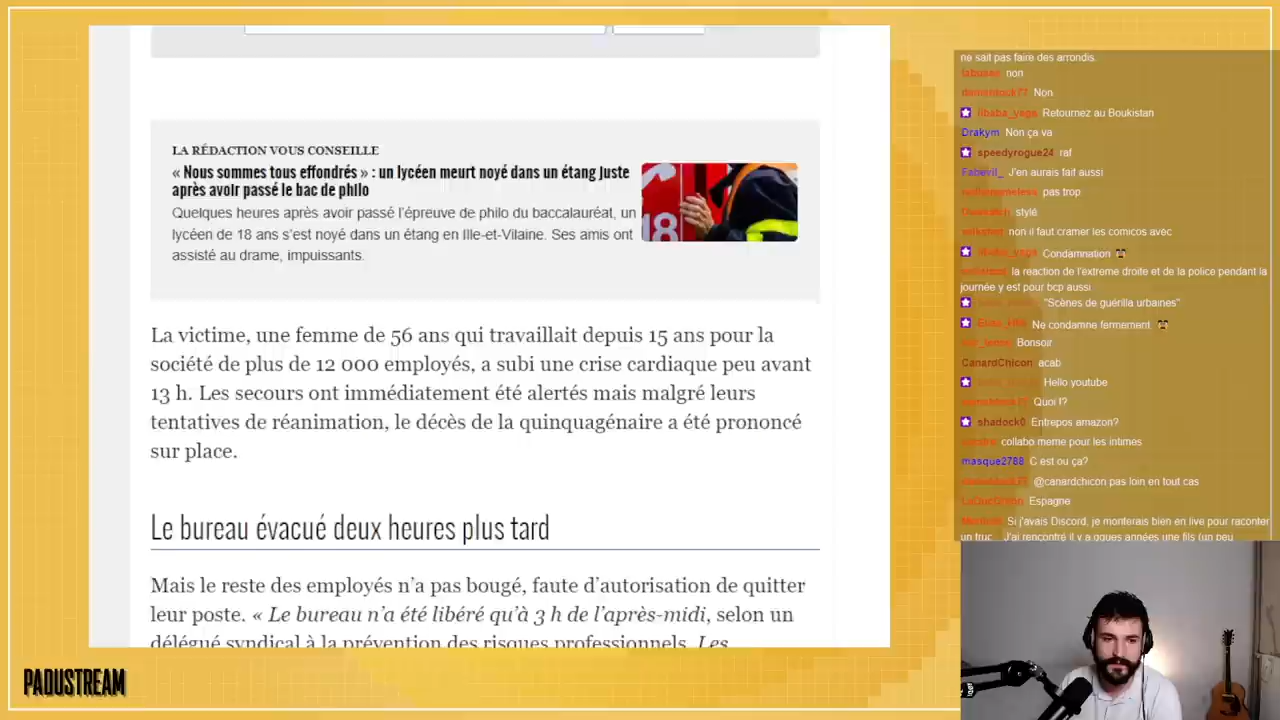 LA RÉDACTION VOUS CONSEILLE
« Nous sommes tous effondrés » : un lycéen meurt noyé dans un étang juste
après avoir passé le bac de philo
Quelques heures après avoir passé l'épreuve de philo du baccalauréat, un
lycéen de 18 ans s'est noyé dans un étang en Ille-et-Vilaine. Ses amis ont
assisté au drame, impuissants.
18
La victime, une femme de 56 ans qui travaillait depuis 15 ans pour la
société de plus de 12 000 employés, a subi une crise cardiaque peu avant
13 h. Les secours ont immédiatement été alertés mais malgré leurs
tentatives de réanimation, le décès de la quinquagénaire a été prononcé
sur place.
Le bureau évacué deux heures plus tard
Mais le reste des employés n'a pas bougé, faute d'autorisation de quitter
leur poste. « Le bureau n'a été libéré qu'à 3 h de l'après-midi, selon un
délégué syndical à la prévention des risques professionnels. Les
PADUSTREAM
ne sait pas faire des arrondis.
non
Non
Retournez au Boukistan
Drakym Non ça va
speedyrogue24 raf
Fabevil_ J'en aurais fait aussi
pas trop
stylé
non il faut cramer les comicos avec
Condamnation
la reaction de l'extreme droite et de la police pendant la
journée y est pour bcp aussi
"Scènes de guérilla urbaines"
Ne condamne fermement.
Bonsoir
CanardChicon acab
Hello youtube
Quoi !?
shadock0 Entrepos amazon?
collabo meme pour les intimes
masque2788 C est ou ça?
@canardchicon pas loin en tout cas
Espagne
Si j'avais Discord, je monterais bien en live pour raconter
un truc... J'ai rencontré il y a qques années une fils (un peu